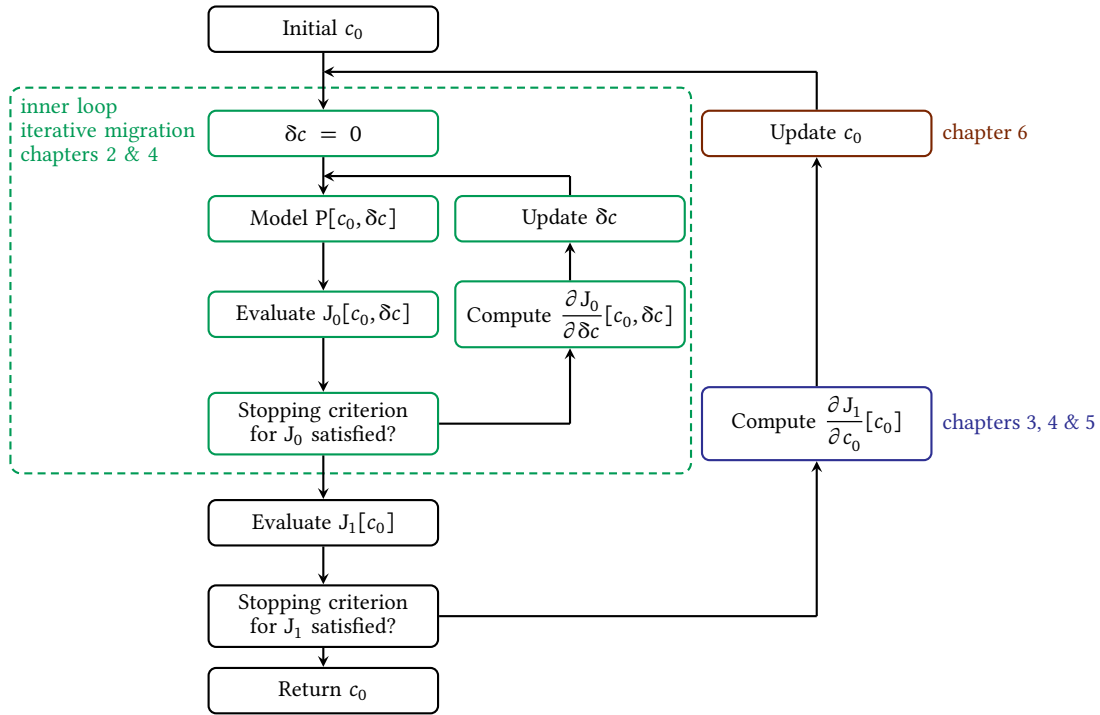 Initial c₀
inner loop
iterative migration
chapters 2 & 4
δc = 0
Update c₀
chapter 6
Model P[c₀, δc]
Update δc
Evaluate J₀[c₀, δc]
Compute ∂J₀/∂δc [c₀, δc]
Stopping criterion
for J₀ satisfied?
Compute ∂J₁/∂c₀ [c₀]
chapters 3, 4 & 5
Evaluate J₁[c₀]
Stopping criterion
for J₁ satisfied?
Return c₀